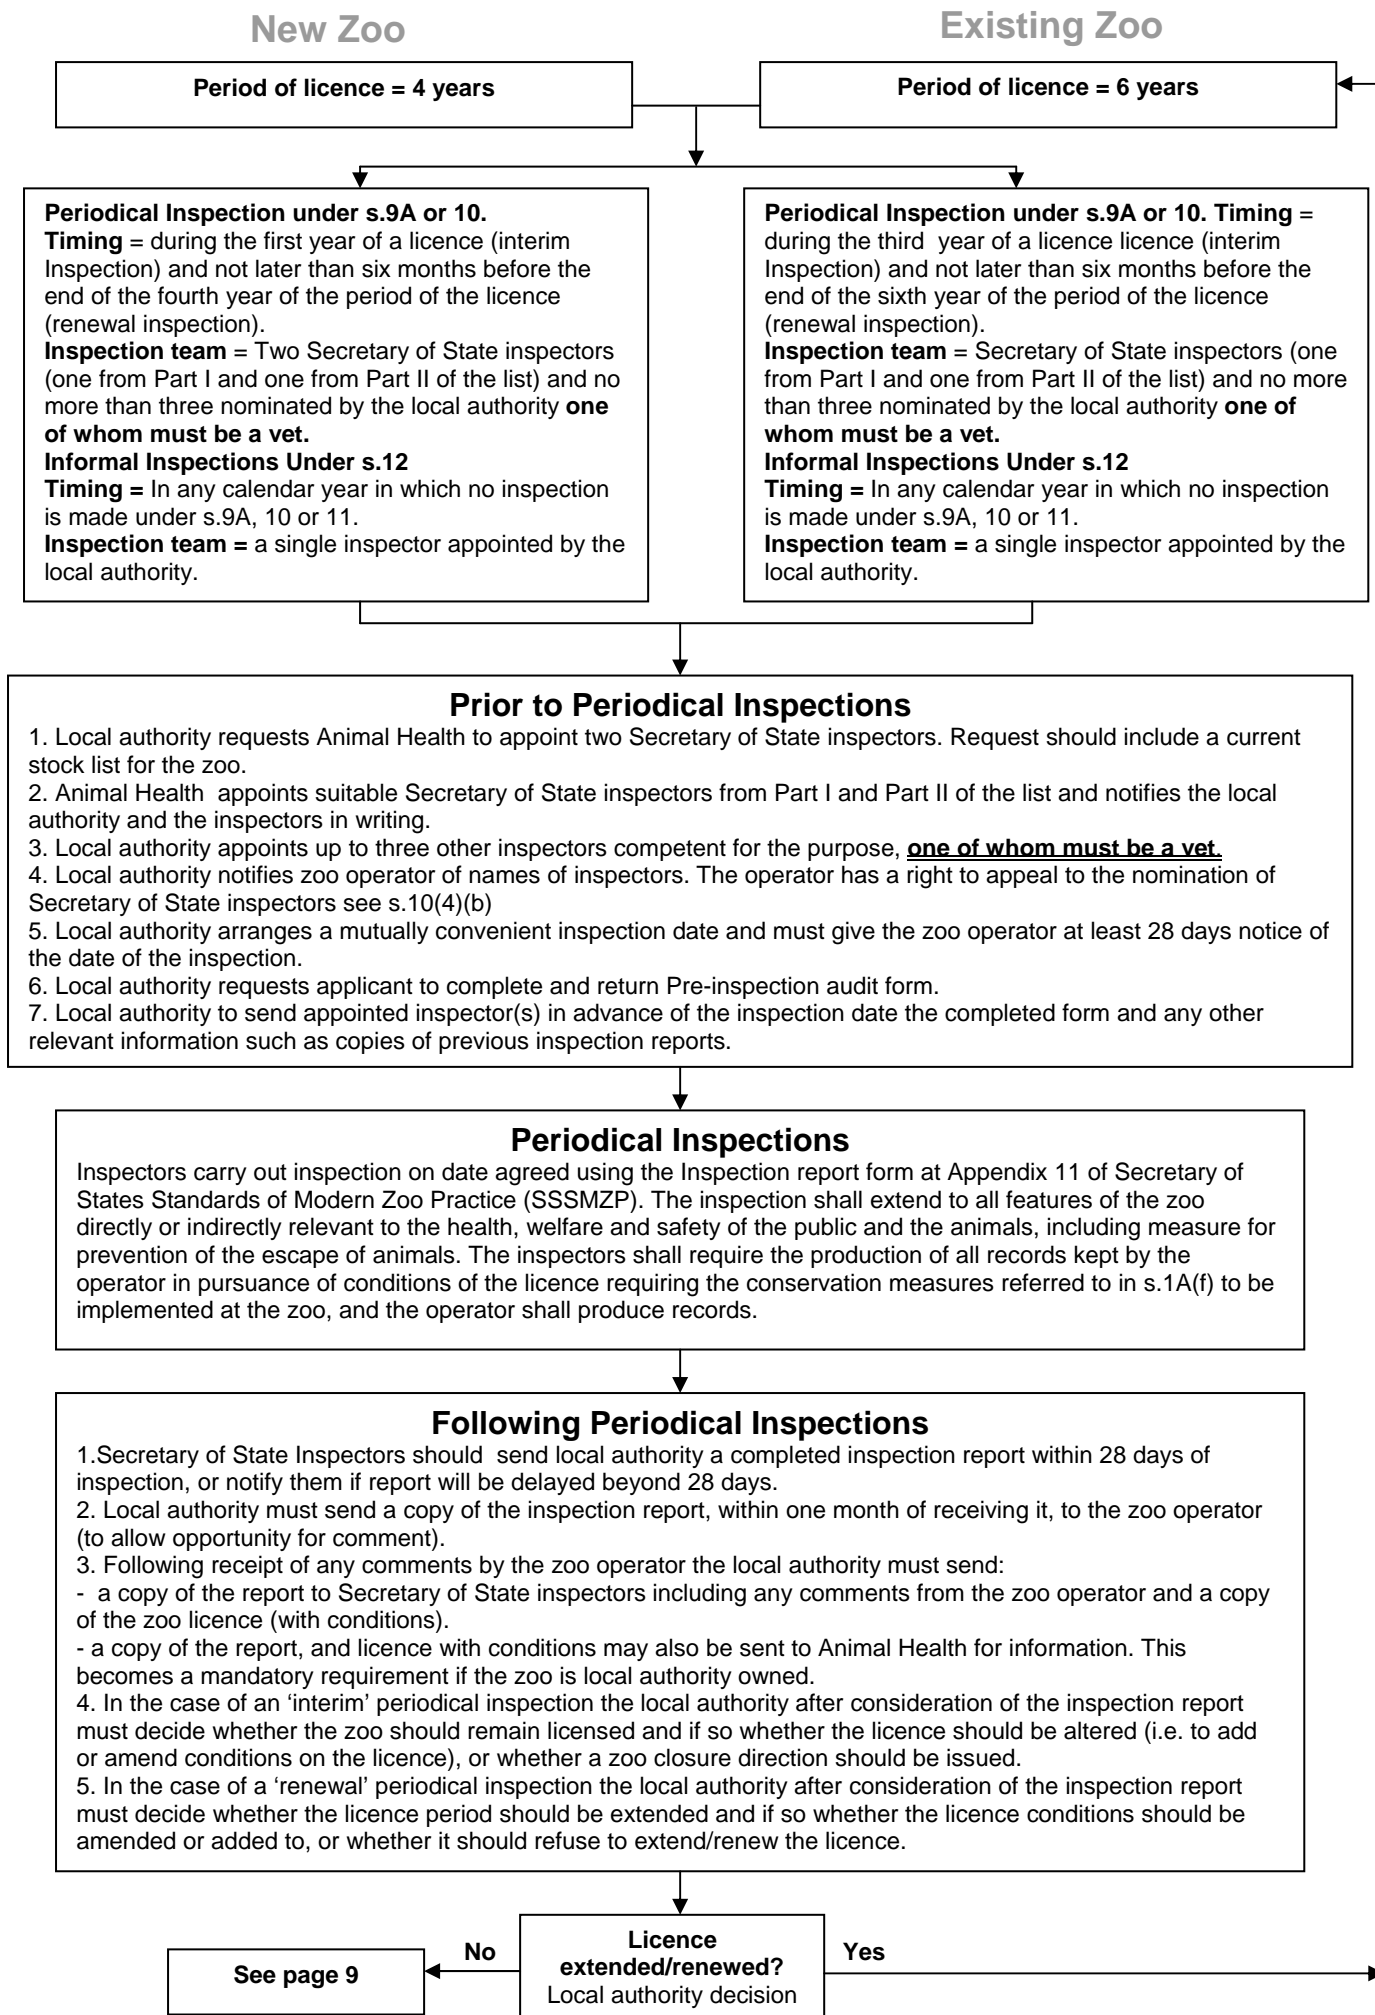 New Zoo
Existing Zoo
Period of licence = 4 years
Period of licence = 6 years
Periodical Inspection under s.9A or 10.
Timing = during the first year of a licence (interim
Inspection) and not later than six months before the
end of the fourth year of the period of the licence
(renewal inspection).
Inspection team = Two Secretary of State inspectors
(one from Part I and one from Part II of the list) and no
more than three nominated by the local authority one
of whom must be a vet.
Informal Inspections Under s.12
Timing = In any calendar year in which no inspection
is made under s.9A, 10 or 11.
Inspection team = a single inspector appointed by the
local authority.
Periodical Inspection under s.9A or 10. Timing =
during the third  year of a licence licence (interim
Inspection) and not later than six months before the
end of the sixth year of the period of the licence
(renewal inspection).
Inspection team = Secretary of State inspectors (one
from Part I and one from Part II of the list) and no more
than three nominated by the local authority one of
whom must be a vet.
Informal Inspections Under s.12
Timing = In any calendar year in which no inspection
is made under s.9A, 10 or 11.
Inspection team = a single inspector appointed by the
local authority.
Prior to Periodical Inspections
1. Local authority requests Animal Health to appoint two Secretary of State inspectors. Request should include a current
stock list for the zoo.
2. Animal Health  appoints suitable Secretary of State inspectors from Part I and Part II of the list and notifies the local
authority and the inspectors in writing.
3. Local authority appoints up to three other inspectors competent for the purpose, one of whom must be a vet.
4. Local authority notifies zoo operator of names of inspectors. The operator has a right to appeal to the nomination of
Secretary of State inspectors see s.10(4)(b)
5. Local authority arranges a mutually convenient inspection date and must give the zoo operator at least 28 days notice of
the date of the inspection.
6. Local authority requests applicant to complete and return Pre-inspection audit form.
7. Local authority to send appointed inspector(s) in advance of the inspection date the completed form and any other
relevant information such as copies of previous inspection reports.
Periodical Inspections
Inspectors carry out inspection on date agreed using the Inspection report form at Appendix 11 of Secretary of
States Standards of Modern Zoo Practice (SSSMZP). The inspection shall extend to all features of the zoo
directly or indirectly relevant to the health, welfare and safety of the public and the animals, including measure for
prevention of the escape of animals. The inspectors shall require the production of all records kept by the
operator in pursuance of conditions of the licence requiring the conservation measures referred to in s.1A(f) to be
implemented at the zoo, and the operator shall produce records.
Following Periodical Inspections
1.Secretary of State Inspectors should  send local authority a completed inspection report within 28 days of
inspection, or notify them if report will be delayed beyond 28 days.
2. Local authority must send a copy of the inspection report, within one month of receiving it, to the zoo operator
(to allow opportunity for comment).
3. Following receipt of any comments by the zoo operator the local authority must send:
-  a copy of the report to Secretary of State inspectors including any comments from the zoo operator and a copy
of the zoo licence (with conditions).
- a copy of the report, and licence with conditions may also be sent to Animal Health for information. This
becomes a mandatory requirement if the zoo is local authority owned.
4. In the case of an ‘interim’ periodical inspection the local authority after consideration of the inspection report
must decide whether the zoo should remain licensed and if so whether the licence should be altered (i.e. to add
or amend conditions on the licence), or whether a zoo closure direction should be issued.
5. In the case of a ‘renewal’ periodical inspection the local authority after consideration of the inspection report
must decide whether the licence period should be extended and if so whether the licence conditions should be
amended or added to, or whether it should refuse to extend/renew the licence.
See page 9
No
Licence
extended/renewed?
Local authority decision
Yes